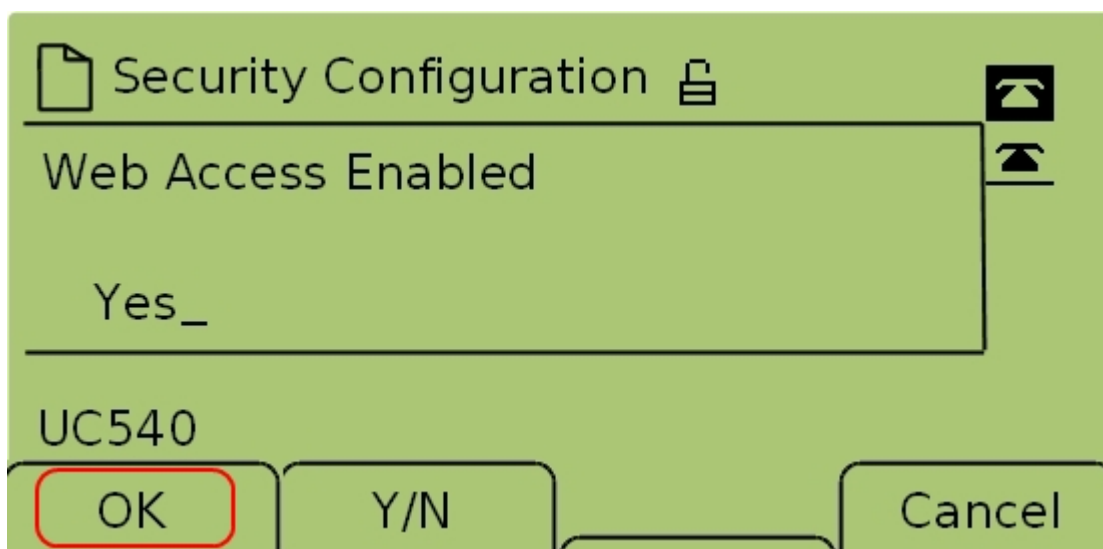 Security Configuration
Web Access Enabled
Yes_
UC540
OK Y/N Cancel